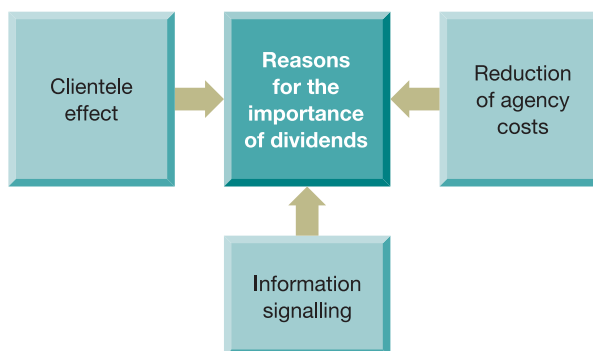 Clientele
effect
Reasons
for the
importance
of dividends
Reduction
of agency
costs
Information
signalling